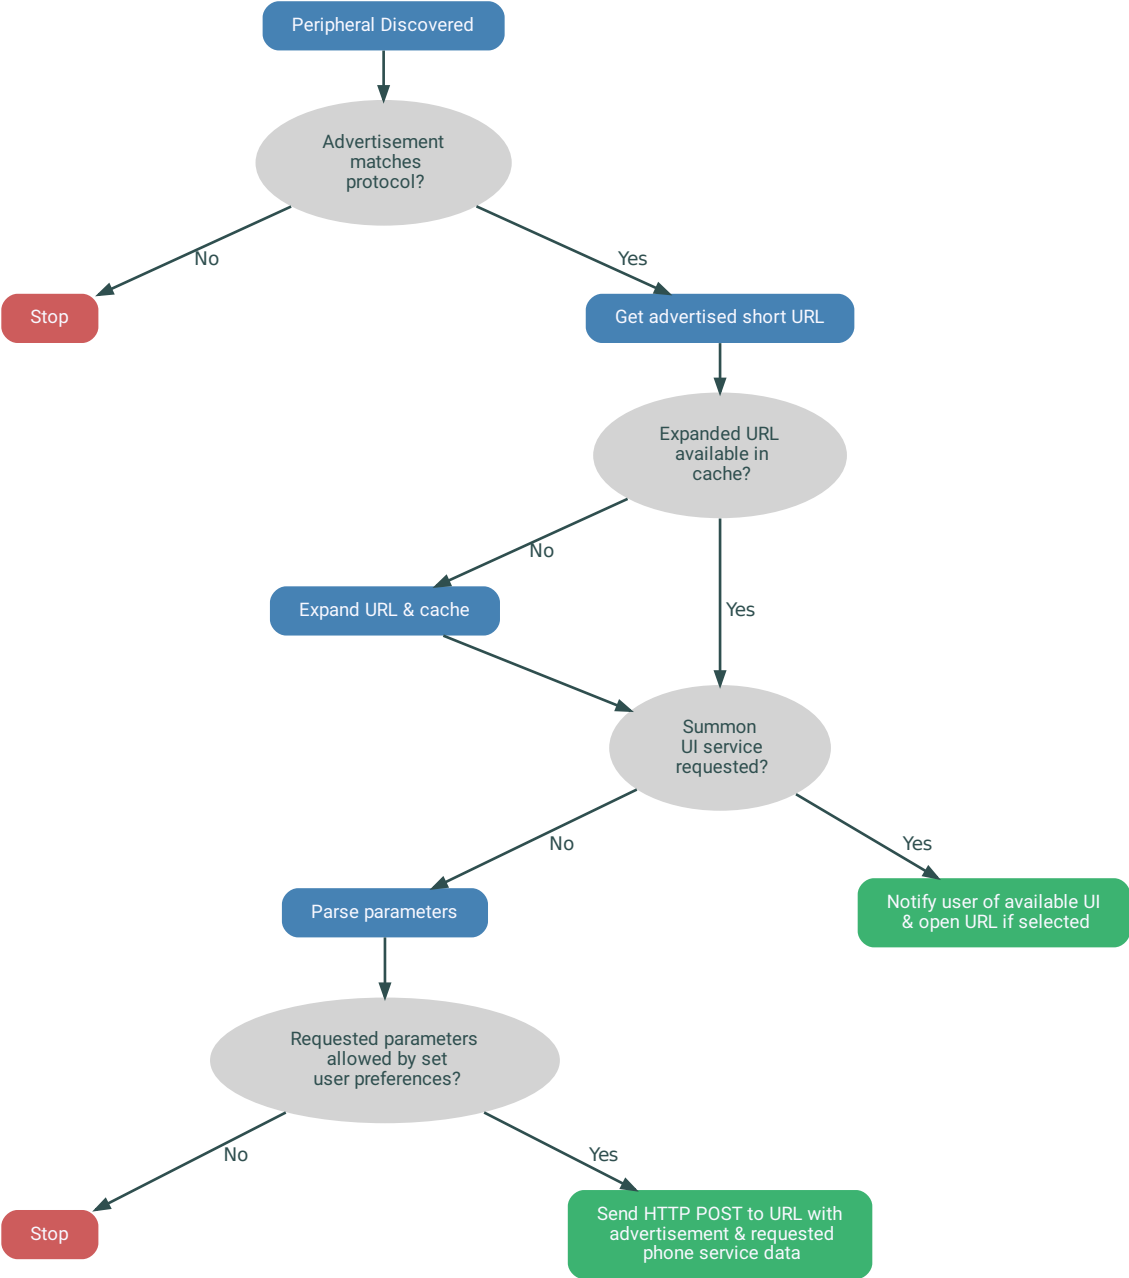 Peripheral Discovered
Advertisement
matches
protocol?
No
Yes
Stop
Get advertised short URL
Expanded URL
available in
cache?
No
Expand URL & cache
Yes
Summon
UI service
requested?
No
Yes
Parse parameters
Notify user of available UI
& open URL if selected
Requested parameters
allowed by set
user preferences?
No
Yes
Stop
Send HTTP POST to URL with
advertisement & requested
phone service data